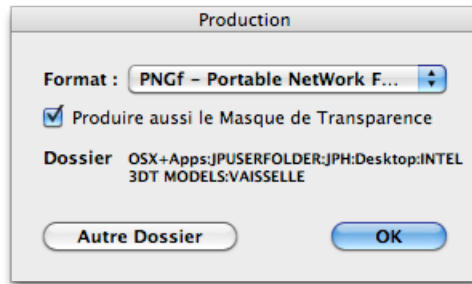 Production
Format : PNGf – Portable NetWork F...
Produire aussi le Masque de Transparence
Dossier OSX+Apps:JPUSERFOLDER:JPH:Desktop:INTEL
3DT MODELS:VAISSELLE
Autre Dossier OK